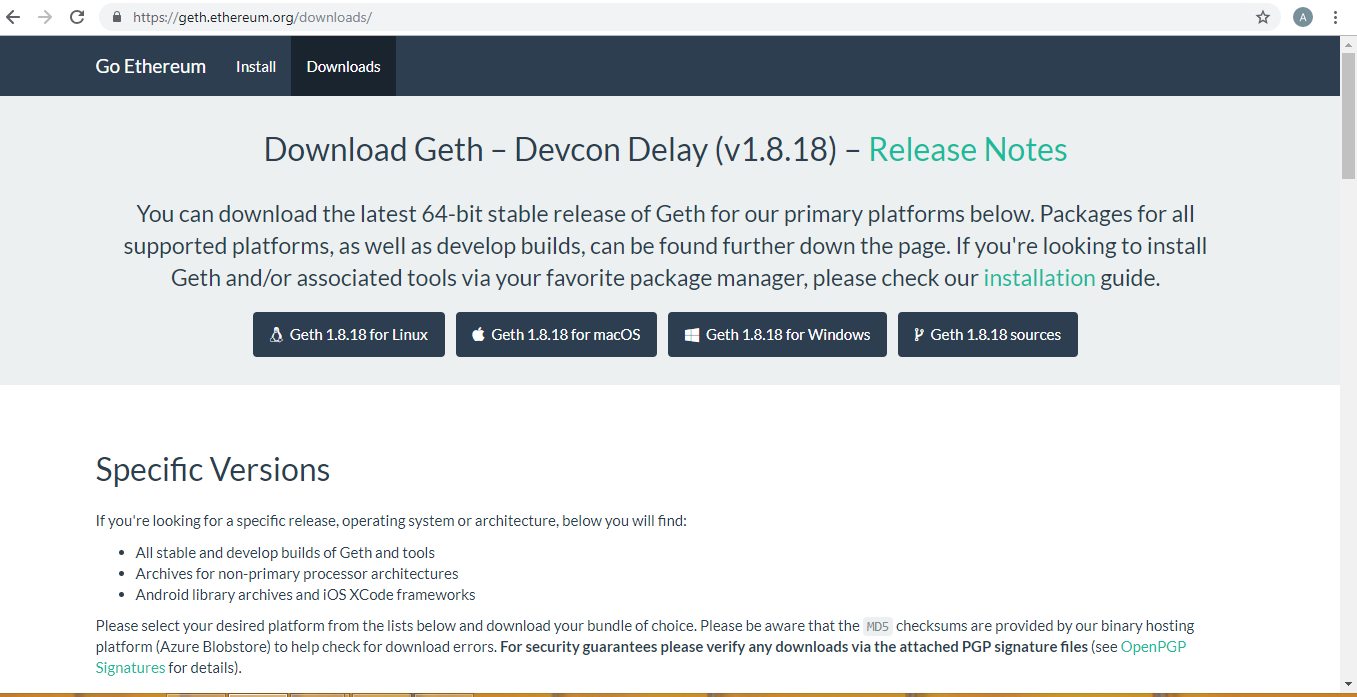 https://geth.ethereum.org/downloads/
A
Go Ethereum Install Downloads
Download Geth – Devcon Delay (v1.8.18) – Release Notes
You can download the latest 64-bit stable release of Geth for our primary platforms below. Packages for all
supported platforms, as well as develop builds, can be found further down the page. If you're looking to install
Geth and/or associated tools via your favorite package manager, please check our installation guide.
Geth 1.8.18 for Linux Geth 1.8.18 for macOS Geth 1.8.18 for Windows Geth 1.8.18 sources
Specific Versions
If you're looking for a specific release, operating system or architecture, below you will find:
• All stable and develop builds of Geth and tools
• Archives for non-primary processor architectures
• Android library archives and iOS XCode frameworks
Please select your desired platform from the lists below and download your bundle of choice. Please be aware that the MD5 checksums are provided by our binary hosting
platform (Azure Blobstore) to help check for download errors. For security guarantees please verify any downloads via the attached PGP signature files (see OpenPGP
Signatures for details).